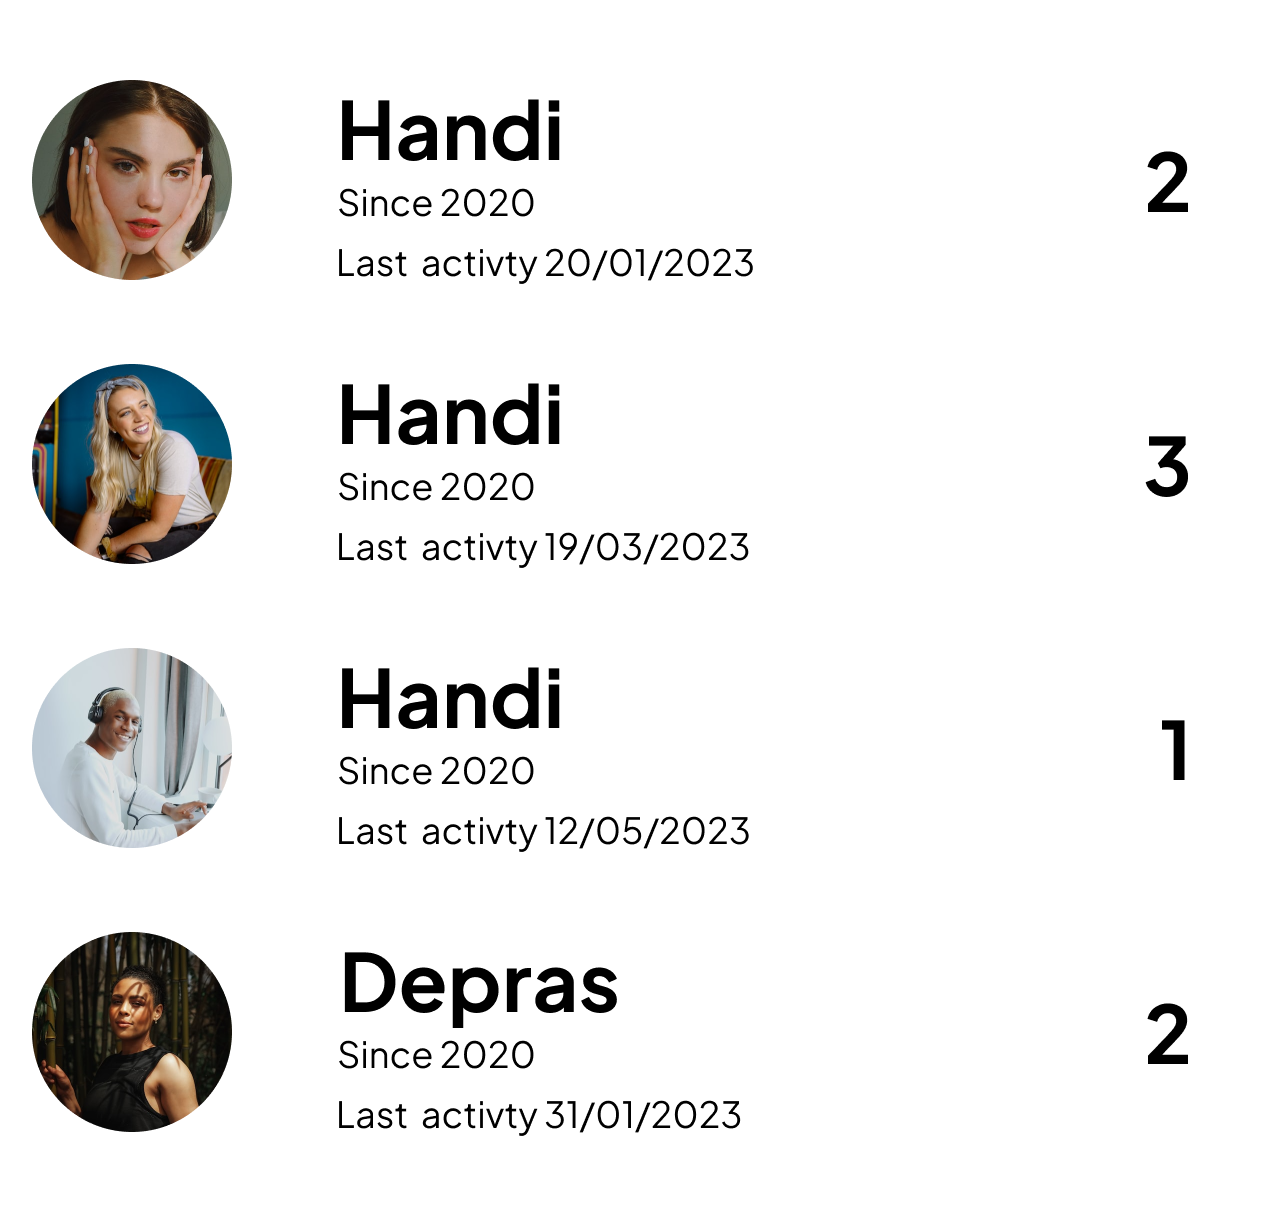 Handi
Since 2020
Last activty 20/01/2023
2
Handi
Since 2020
Last activty 19/03/2023
3
Handi
Since 2020
Last activty 12/05/2023
1
Depras
Since 2020
Last activty 31/01/2023
2